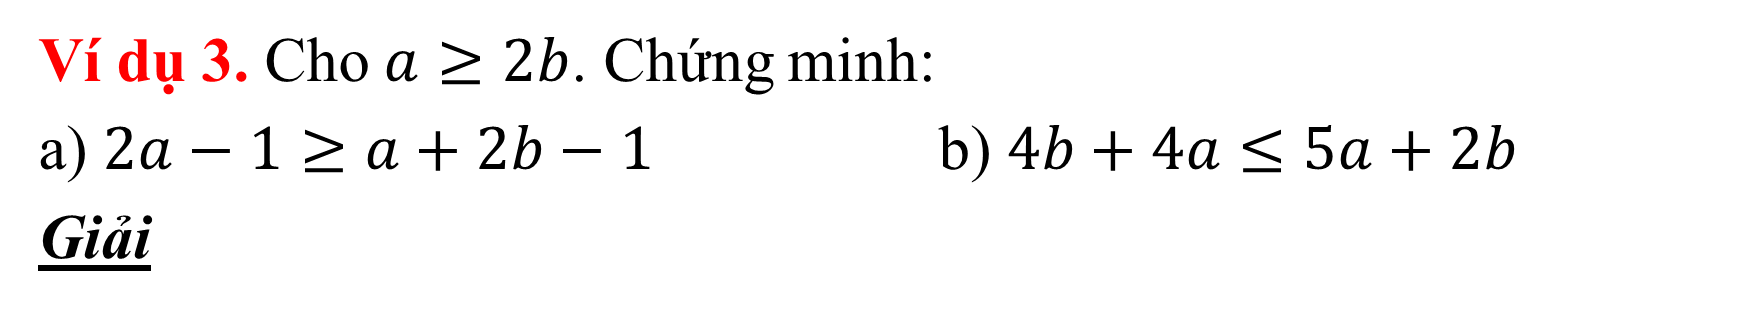 Ví dụ 3. Cho a ≥ 2b. Chứng minh:
a) 2a − 1 ≥ a + 2b − 1 b) 4b + 4a ≤ 5a + 2b
Giải